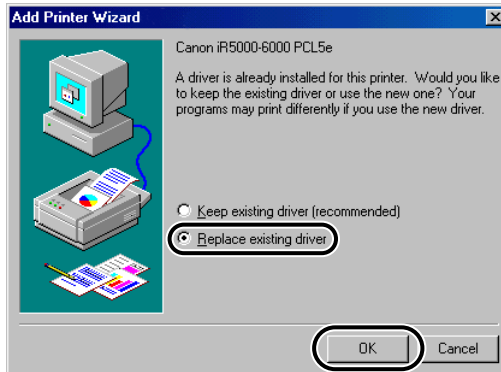 Add Printer Wizard
Canon iR5000-6000 PCL5e
A driver is already installed for this printer. Would you like
to keep the existing driver or use the new one? Your
programs may print differently if you use the new driver.
Keep existing driver (recommended)
Replace existing driver
OK Cancel